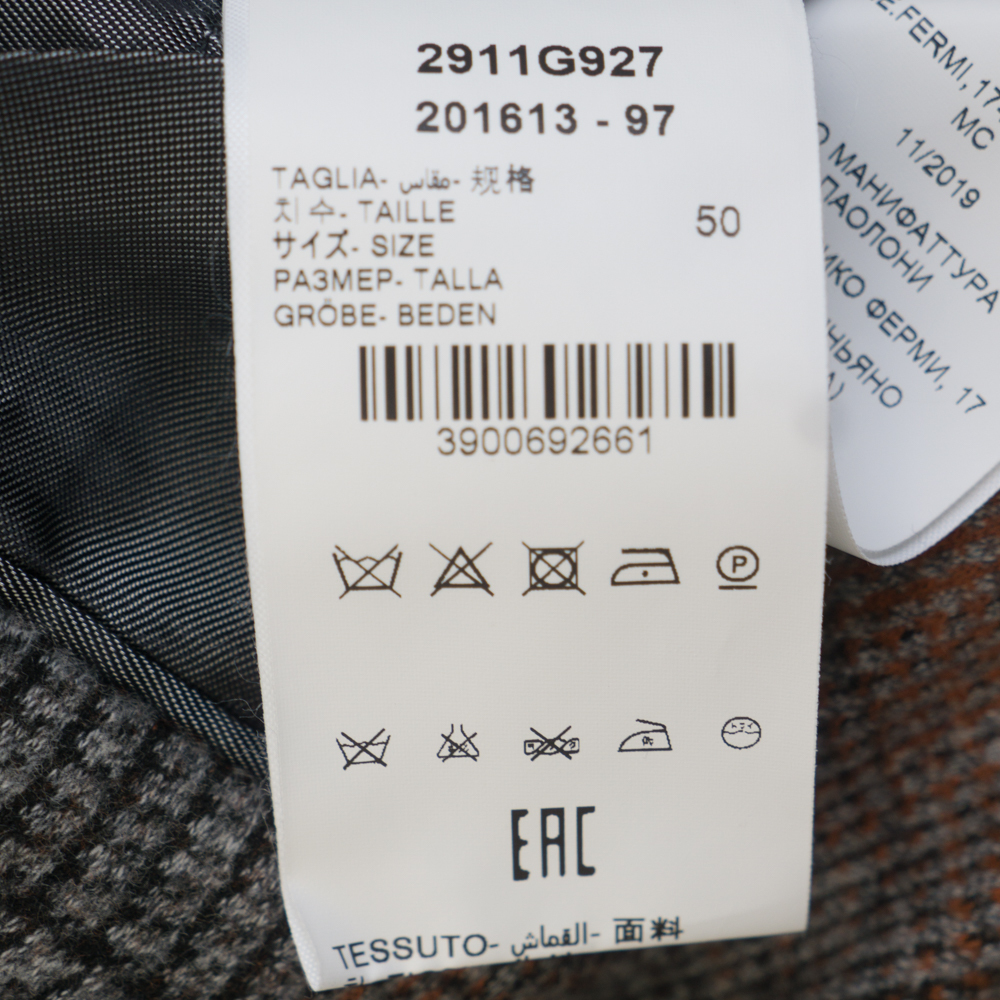 2911G927
201613 - 97
TAGLIA- مقاس- 规格
치수- TAILLE
サイズ- SIZE
РАЗМЕР- TALLA
GRÖBE- BEDEN
50
3900692661
P
EAC
TESSUTO- القماش- 面料
E.FERMI, 17-
MC
11/2019
О МАНИФАТТУРА
ПАОЛОНИ
ИКО ФЕРМИ, 17
НЬЯНО